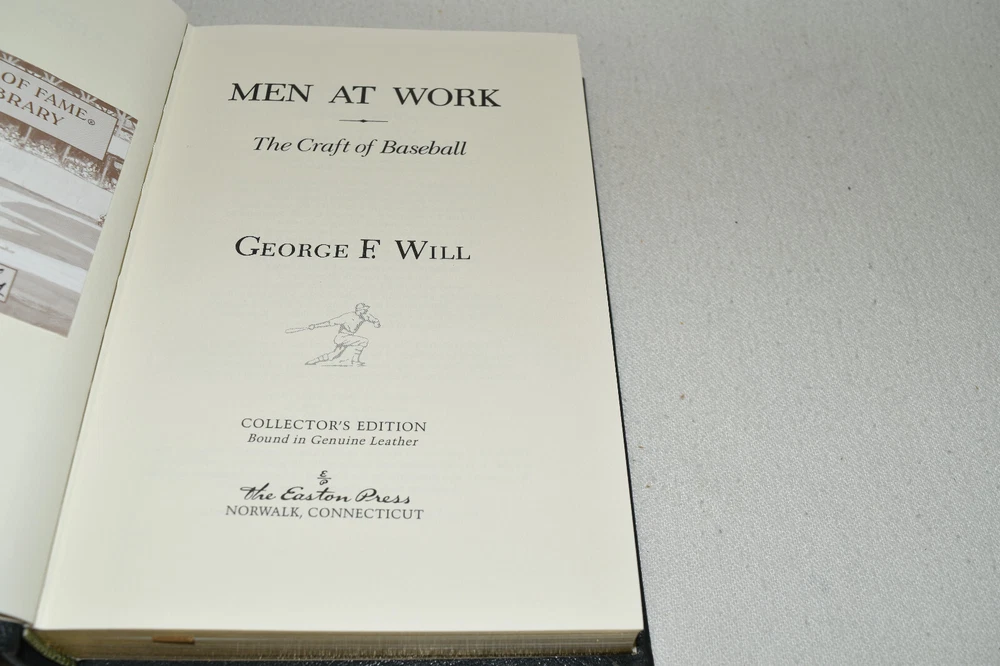 OF FAME®
BRARY
MEN AT WORK
The Craft of Baseball
GEORGE F. WILL
COLLECTOR'S EDITION
Bound in Genuine Leather
E
P
the Easton Press
NORWALK, CONNECTICUT